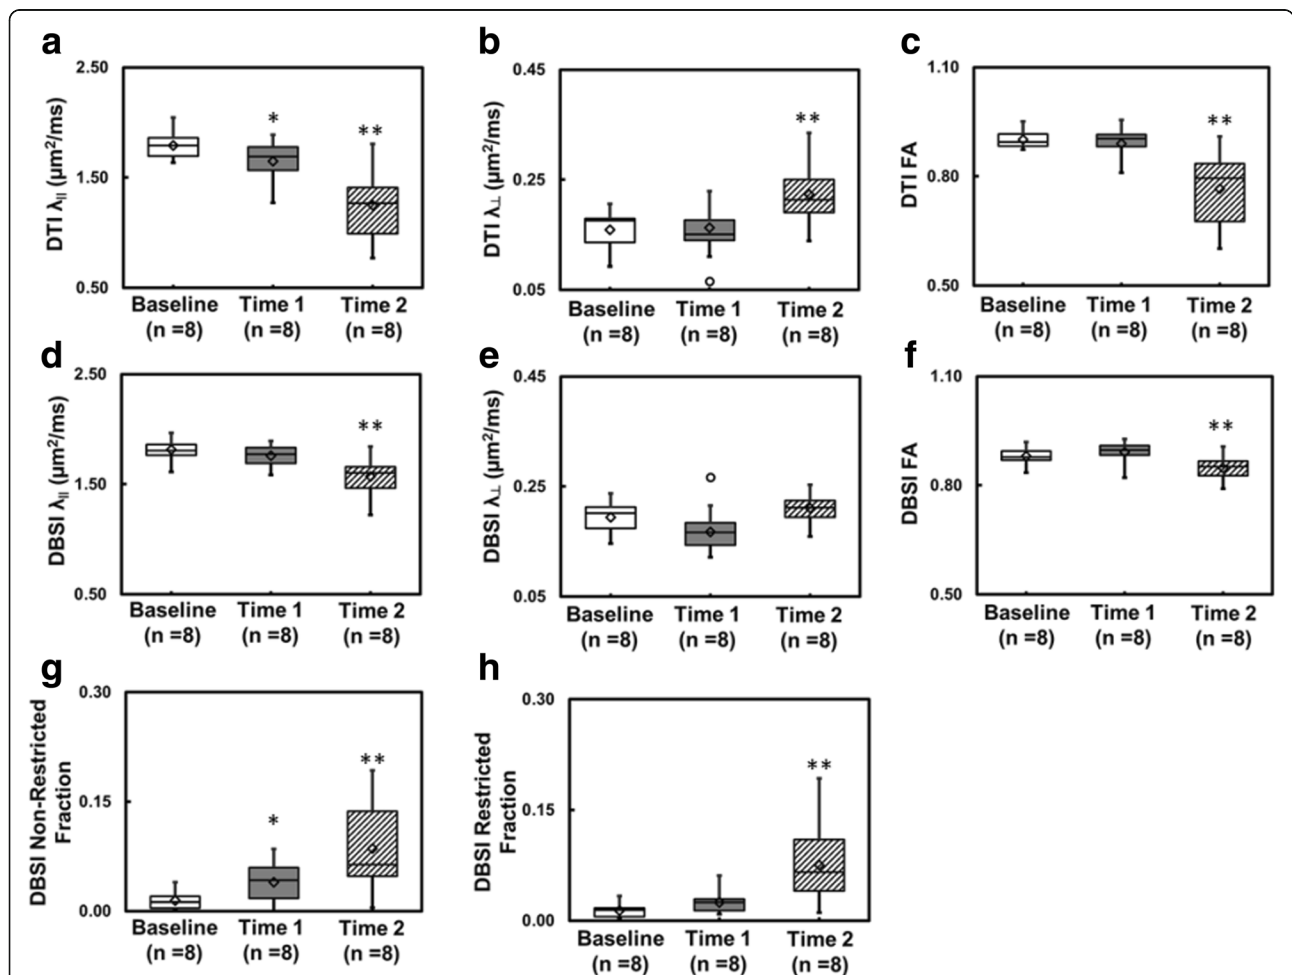 a
2.50
1.50
0.50
DTI λ∥ (μm²/ms)
*
**
Baseline Time 1 Time 2
(n =8) (n =8) (n =8)
b
0.45
0.25
0.05
DTI λ⊥ (μm²/ms)
**
Baseline Time 1 Time 2
(n =8) (n =8) (n =8)
c
1.10
0.80
0.50
DTI FA
**
Baseline Time 1 Time 2
(n =8) (n =8) (n =8)
d
2.50
1.50
0.50
DBSI λ∥ (μm²/ms)
**
Baseline Time 1 Time 2
(n =8) (n =8) (n =8)
e
0.45
0.25
0.05
DBSI λ⊥ (μm²/ms)
Baseline Time 1 Time 2
(n =8) (n =8) (n =8)
f
1.10
0.80
0.50
DBSI FA
**
Baseline Time 1 Time 2
(n =8) (n =8) (n =8)
g
0.30
0.15
0.00
DBSI Non-Restricted
Fraction
*
**
Baseline Time 1 Time 2
(n =8) (n =8) (n =8)
h
0.30
0.15
0.00
DBSI Restricted
Fraction
**
Baseline Time 1 Time 2
(n =8) (n =8) (n =8)